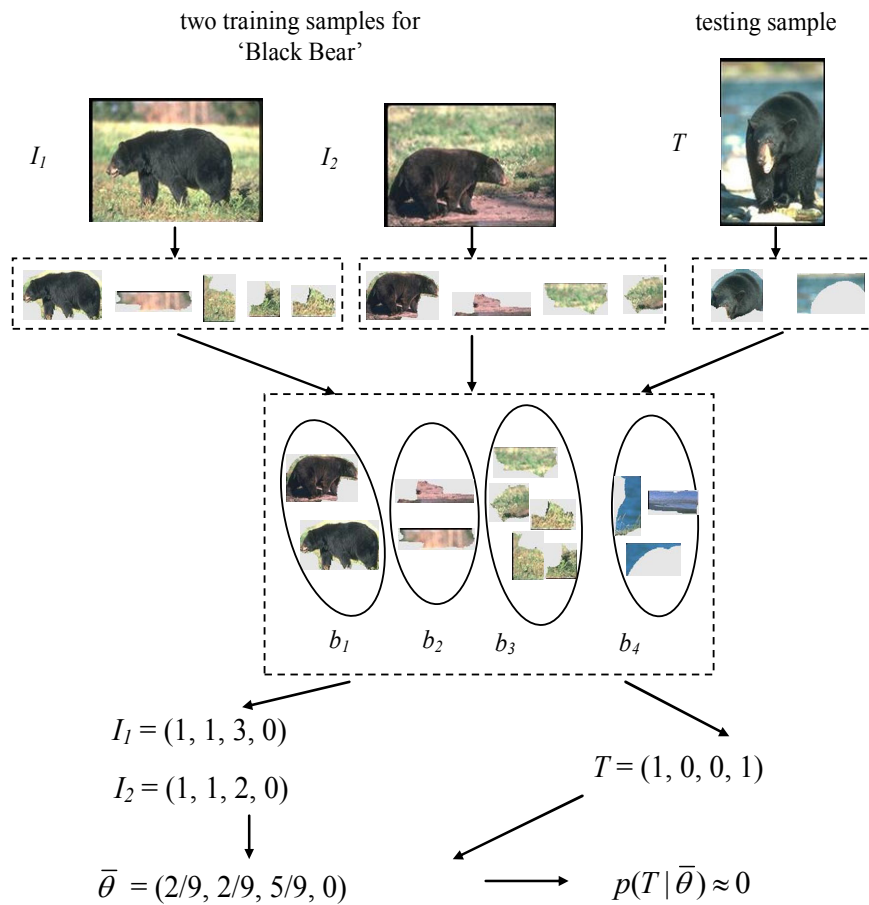 two training samples for
‘Black Bear’
testing sample
I₁
I₂
T
b₁
b₂
b₃
b₄
I₁ = (1, 1, 3, 0)
I₂ = (1, 1, 2, 0)
T = (1, 0, 0, 1)
θ̅ = (2/9, 2/9, 5/9, 0)
p(T | θ̅) ≈ 0